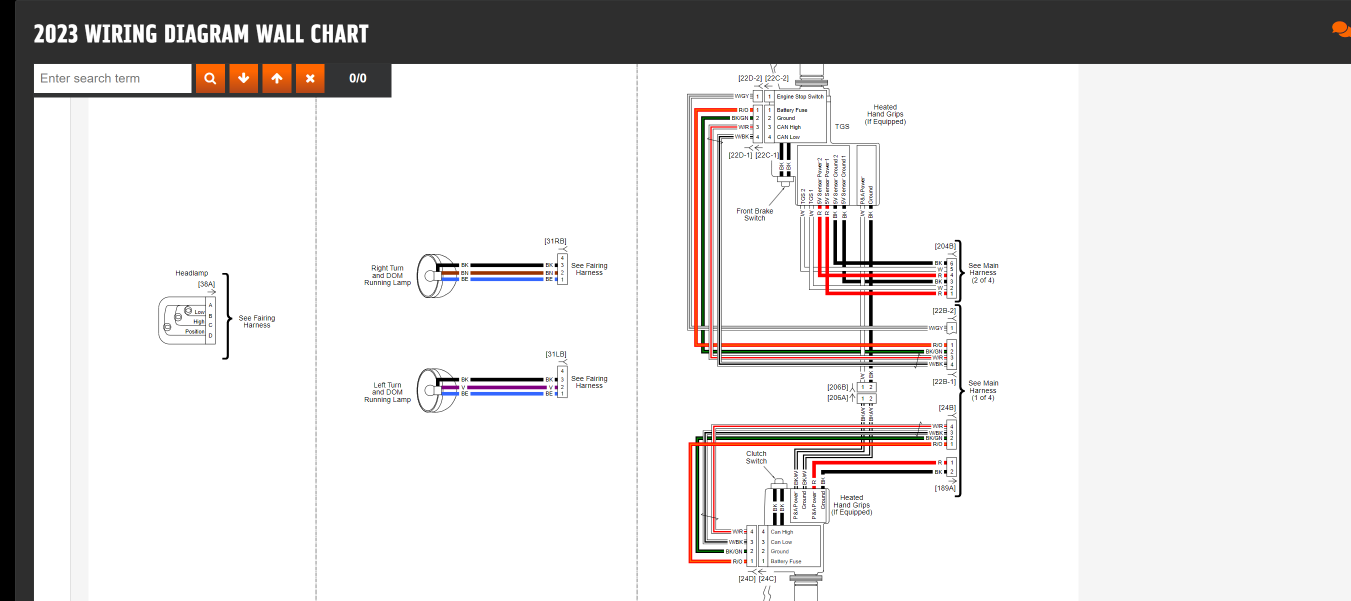 2023 WIRING DIAGRAM WALL CHART
Enter search term
0/0
Headlamp
[38A]
A
Low
B
High
C
Position
D
See Fairing
Harness
[31RB]
Right Turn
and DOM
Running Lamp
BK BK 3
BN BN 2
BE BE 1
4
See Fairing
Harness
[31LB]
Left Turn
and DOM
Running Lamp
4
BK BK 3
V V 2
BE BE 1
See Fairing
Harness
[22D-2] [22C-2]
W/GY 1 1 Engine Stop Switch
R/O 1 1 Battery Fuse
BK/GN 2 2 Ground
W/R 3 3 CAN High
W/BK 4 4 CAN Low
[22D-1] [22C-1]
TGS
Heated
Hand Grips
(If Equipped)
BK BK
Front Brake
Switch
TGS 2
TGS 1
5V Sensor Power 2
5V Sensor Power 1
5V Sensor Ground 2
5V Sensor Ground 1
P&A Power
Ground
W W R R BK BK W BK
[204B]
BK 6
W 5
R 4
BK 3
W 2
R 1
See Main
Harness
(2 of 4)
[22B-2]
W/GY 1
R/O 1
BK/GN 2
W/R 3
W/BK 4
[22B-1]
W BK
[206B] 1 2
[206A] 1 2
BK/W BK/W
See Main
Harness
(1 of 4)
[24B]
W/R 4
W/BK 3
BK/GN 2
R/O 1
R 1
BK 2
[189A]
Clutch
Switch
BK/W BK/W R BK
BK BK
P&A Power
Ground
P&A Power
Ground
Heated
Hand Grips
(If Equipped)
W/R 4 4 Can High
W/BK 3 3 Can Low
BK/GN 2 2 Ground
R/O 1 1 Battery Fuse
[24D] [24C]